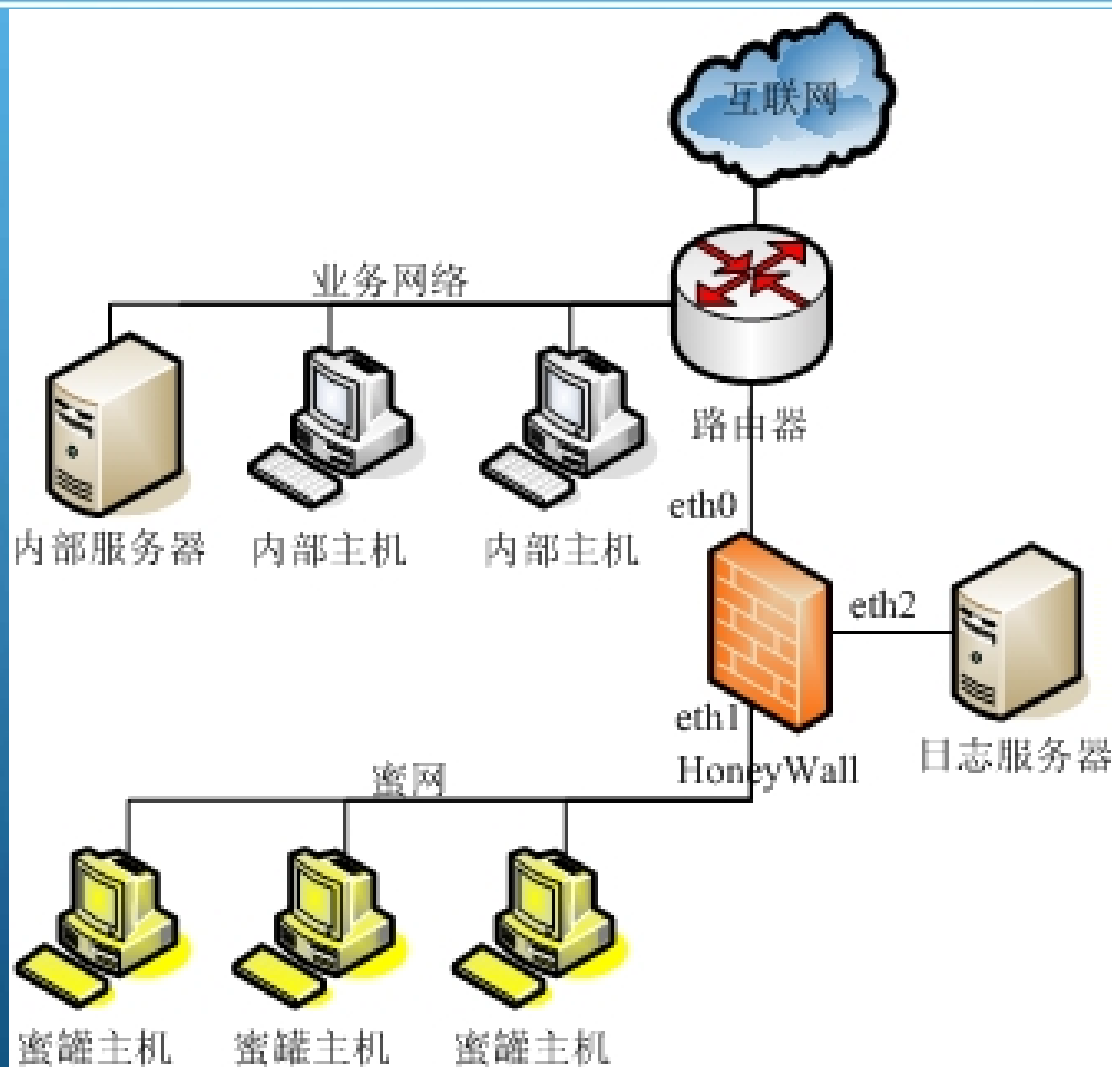 互联网
业务网络
路由器
eth0
内部服务器
内部主机
内部主机
eth2
eth1
日志服务器
HoneyWall
蜜网
蜜罐主机
蜜罐主机
蜜罐主机